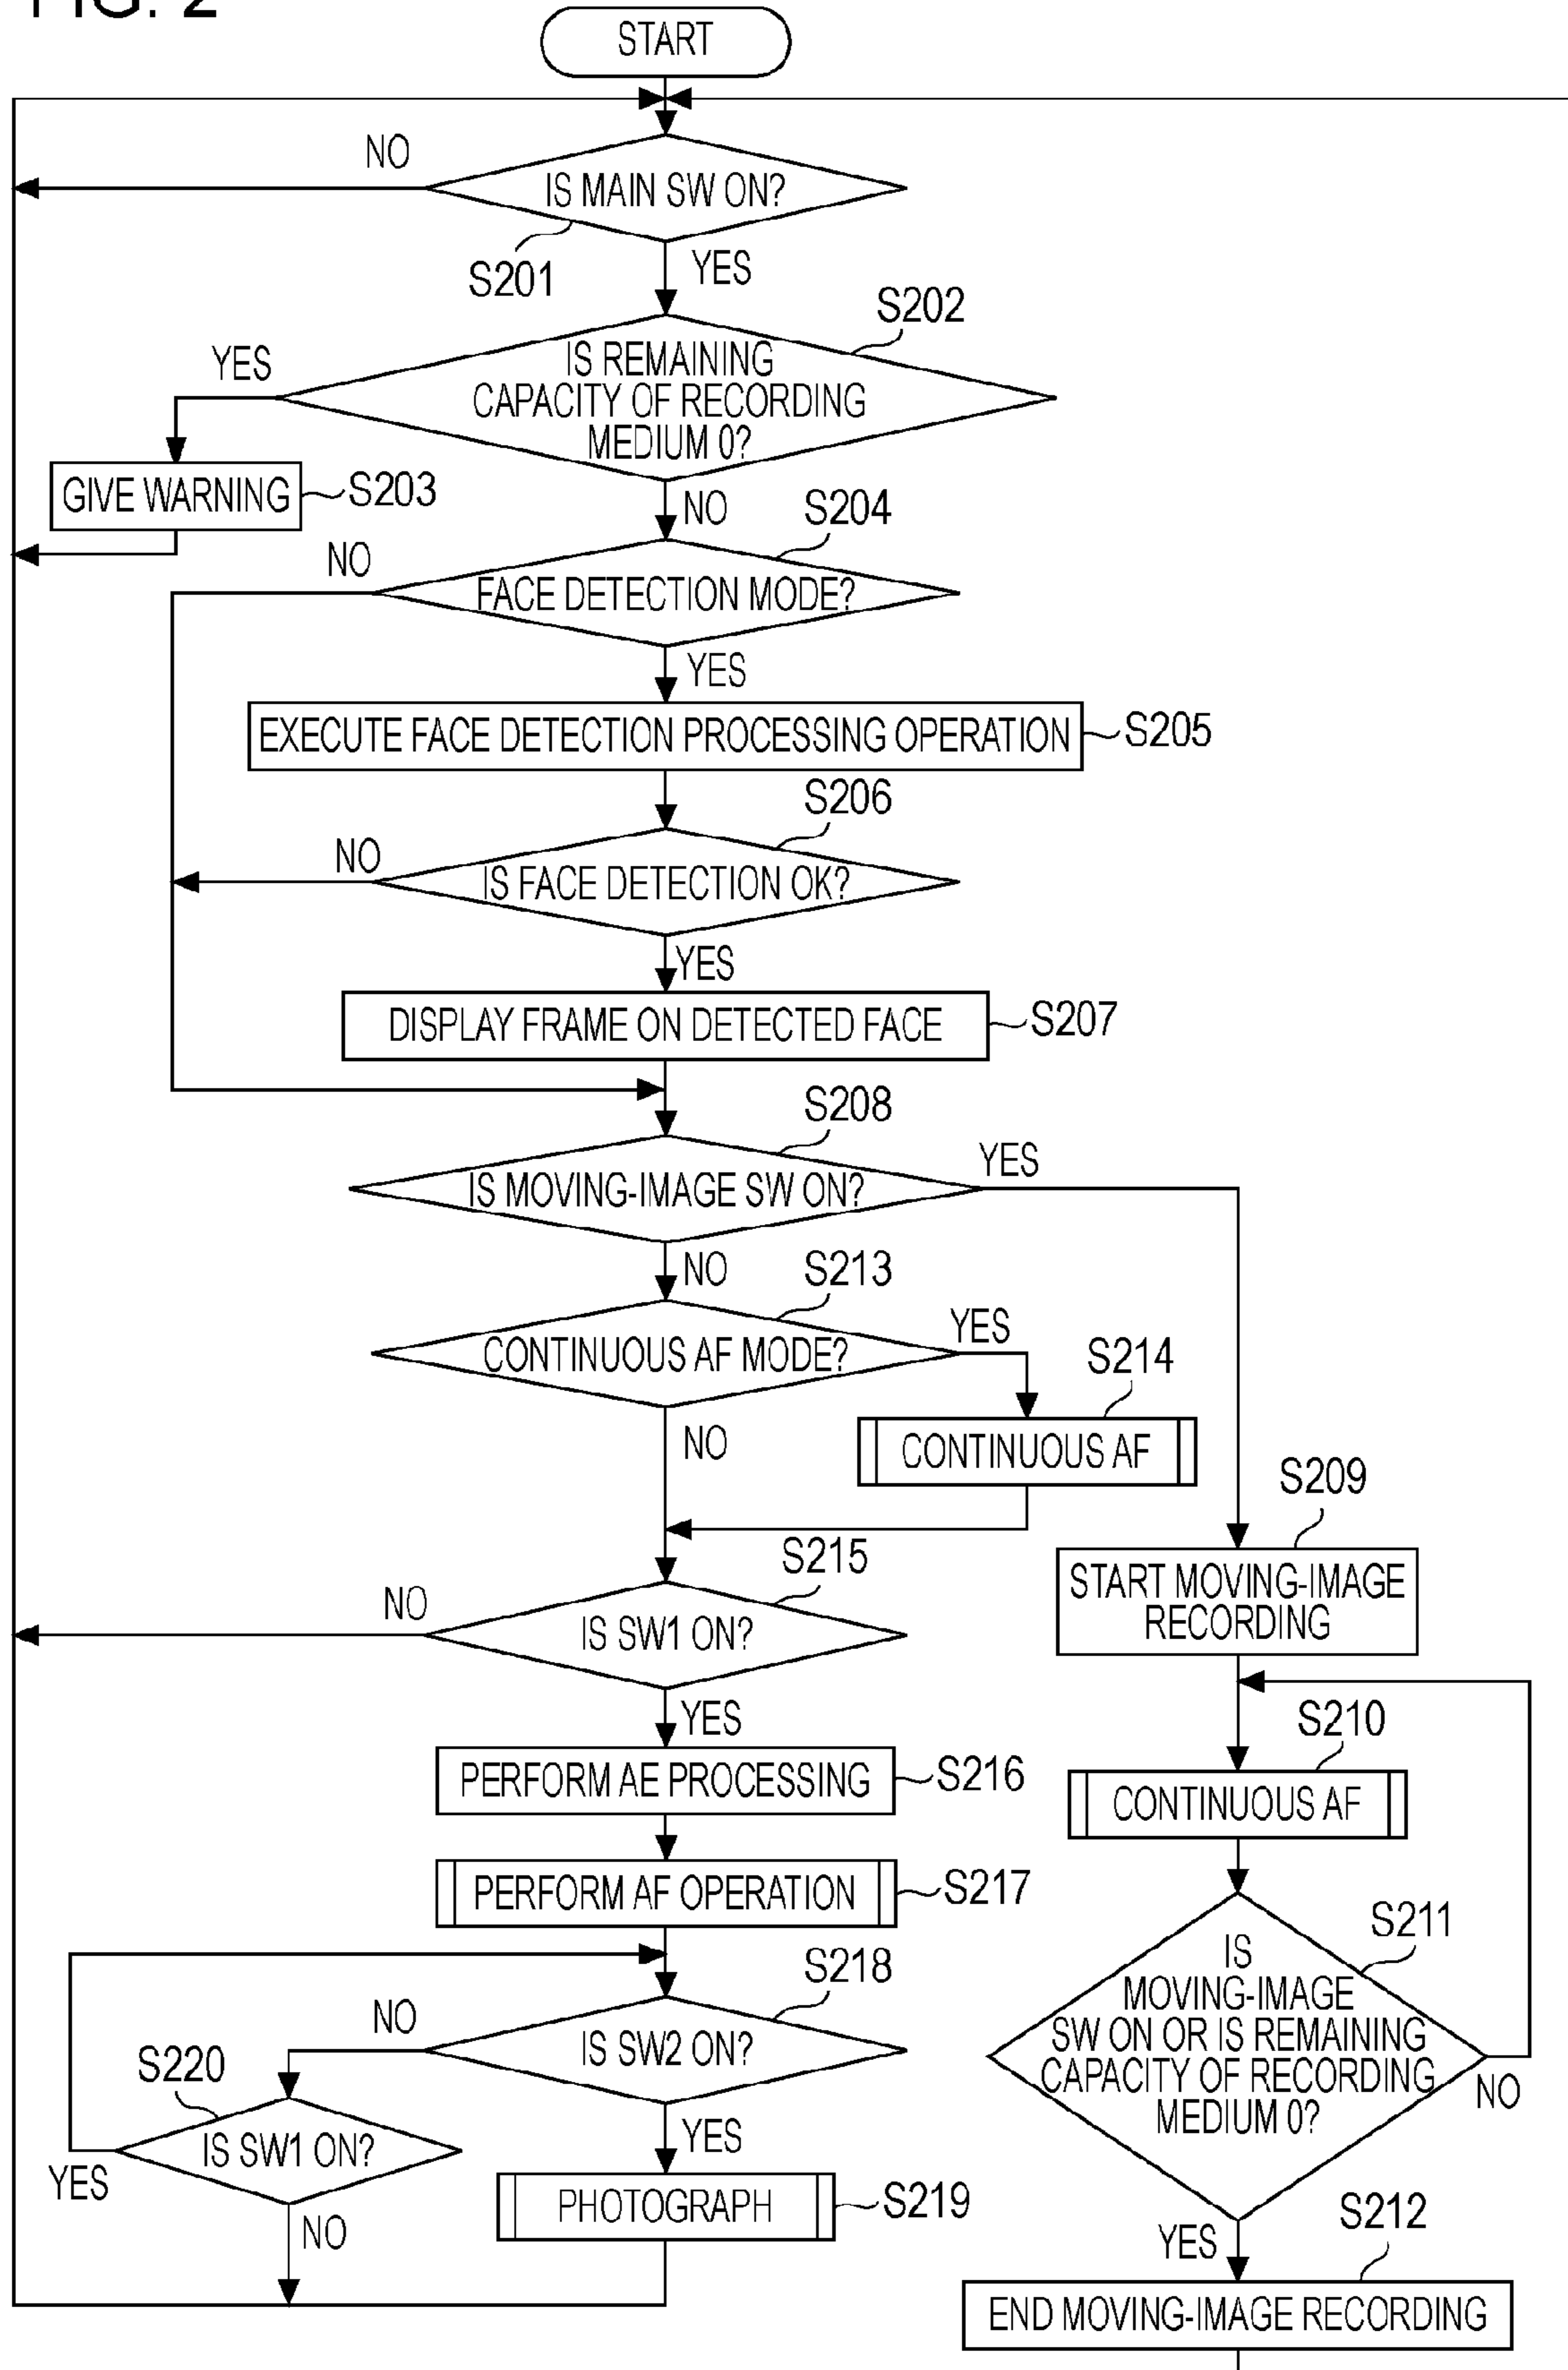 FIG. 2
START
NO
IS MAIN SW ON?
S201
YES
S202
YES
IS REMAINING
CAPACITY OF RECORDING
MEDIUM 0?
GIVE WARNING
S203
NO
S204
NO
FACE DETECTION MODE?
YES
EXECUTE FACE DETECTION PROCESSING OPERATION
S205
S206
NO
IS FACE DETECTION OK?
YES
DISPLAY FRAME ON DETECTED FACE
S207
S208
YES
IS MOVING-IMAGE SW ON?
NO
S213
YES
CONTINUOUS AF MODE?
S214
NO
CONTINUOUS AF
S209
START MOVING-IMAGE
RECORDING
S215
NO
IS SW1 ON?
YES
S210
PERFORM AE PROCESSING
S216
CONTINUOUS AF
PERFORM AF OPERATION
S217
S211
IS
MOVING-IMAGE
SW ON OR IS REMAINING
CAPACITY OF RECORDING
MEDIUM 0?
NO
S218
NO
IS SW2 ON?
S220
IS SW1 ON?
YES
YES
PHOTOGRAPH
S219
NO
YES
S212
END MOVING-IMAGE RECORDING